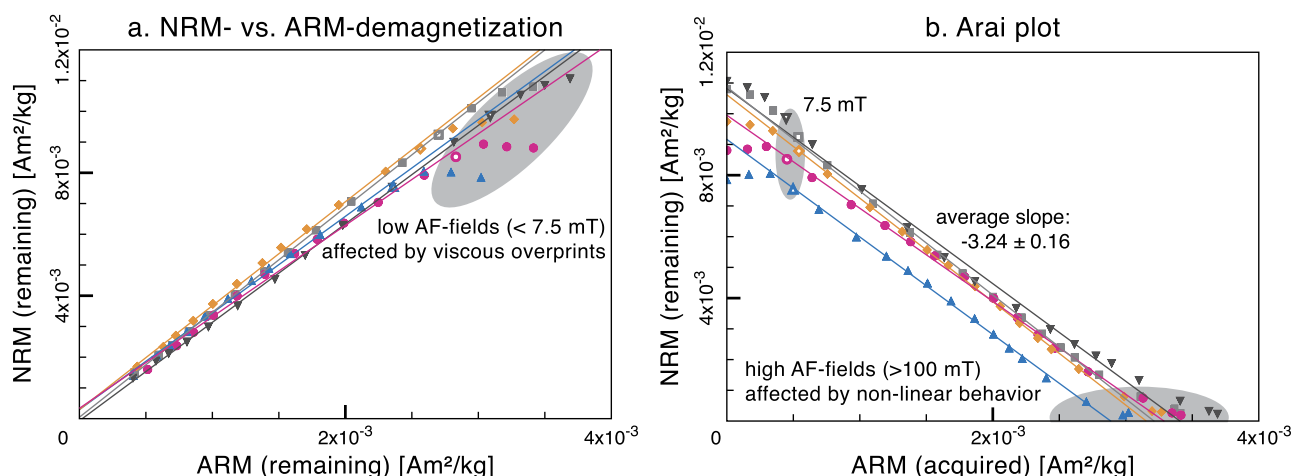 a. NRM- vs. ARM-demagnetization
NRM (remaining) [Am²/kg]
1.2x10⁻²
8x10⁻³
4x10⁻³
low AF-fields (< 7.5 mT)
affected by viscous overprints
0
2x10⁻³
4x10⁻³
ARM (remaining) [Am²/kg]
b. Arai plot
NRM (remaining) [Am²/kg]
1.2x10⁻²
8x10⁻³
4x10⁻³
7.5 mT
average slope:
-3.24 ± 0.16
high AF-fields (>100 mT)
affected by non-linear behavior
0
2x10⁻³
4x10⁻³
ARM (acquired) [Am²/kg]